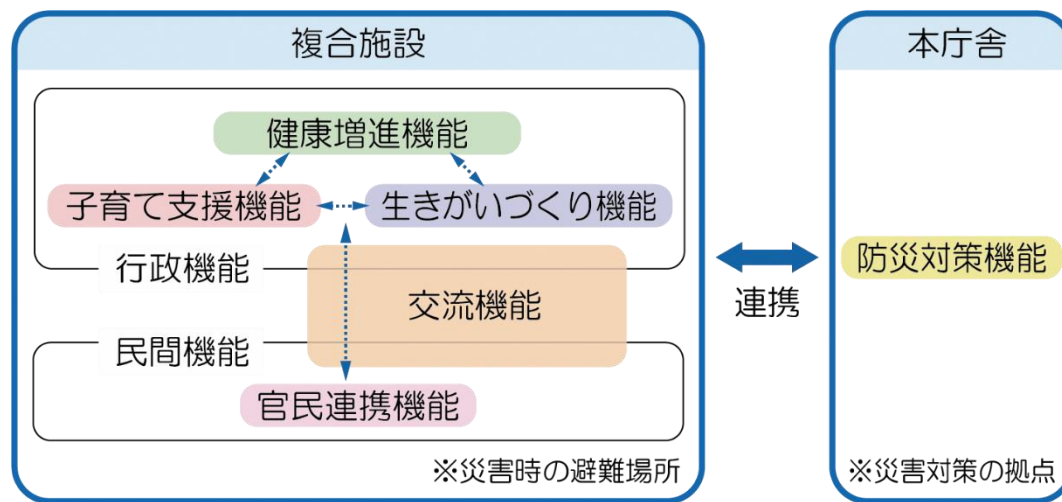 複合施設
健康増進機能
子育て支援機能
生きがいづくり機能
行政機能
交流機能
民間機能
官民連携機能
※災害時の避難場所
連携
本庁舎
防災対策機能
※災害対策の拠点